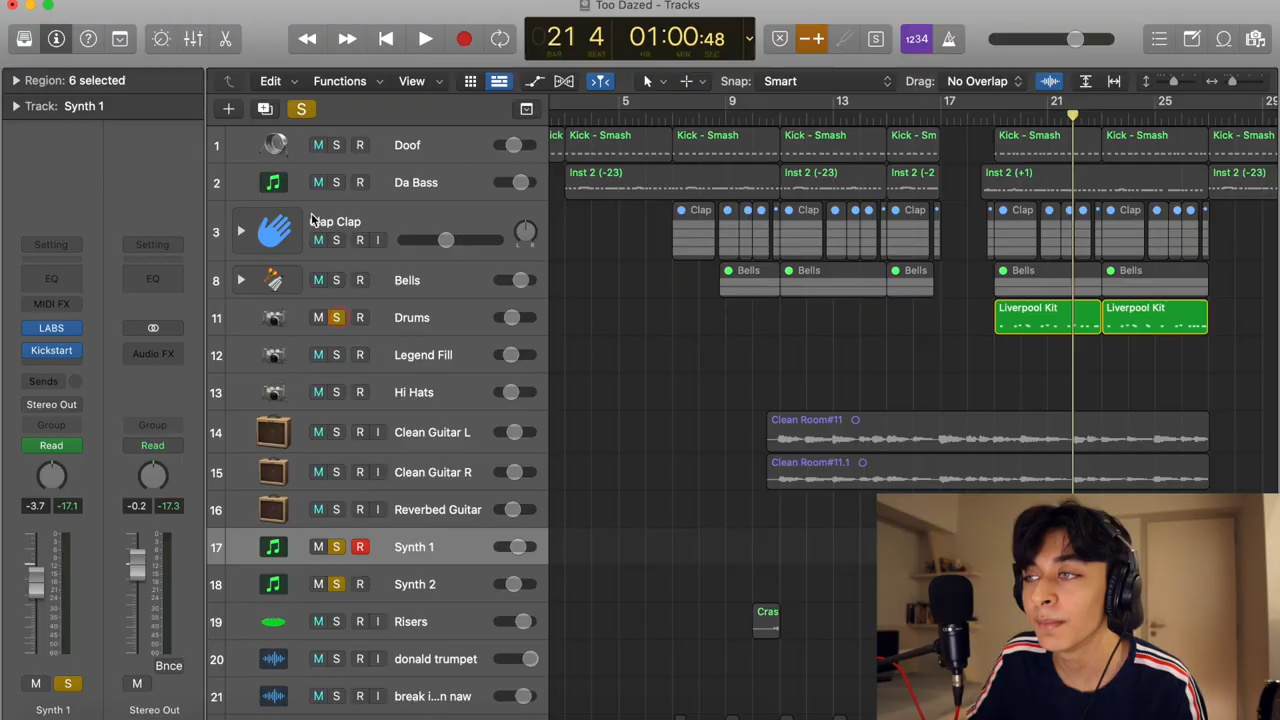 Too Dazed - Tracks
21 4 01:00:48
BAR BEAT HR MIN SEC
1234
Region: 6 selected
Edit Functions View Snap: Smart Drag: No Overlap
Track: Synth 1
S
5 9 13 17 21 25 29
1 M S R Doof
Kick - Smash Kick - Smash Kick - Sm Kick - Smash Kick - Smash Kick - Smash
2 M S R Da Bass
Inst 2 (-23) Inst 2 (-23) Inst 2 (-2 Inst 2 (+1) Inst 2 (-23)
3 Clap Clap
M S R I L R
Clap Clap Clap Clap Clap
8 M S R Bells
Bells Bells Bells Bells Bells
11 M S R Drums
Liverpool Kit Liverpool Kit
12 M S R Legend Fill
13 M S R Hi Hats
14 M S R I Clean Guitar L
Clean Room#11
15 M S R I Clean Guitar R
Clean Room#11.1
16 M S R Reverbed Guitar
17 M S R Synth 1
18 M S R Synth 2
19 M S R Risers
Cras
20 M S R I donald trumpet
21 M S R I break i...n naw
Setting Setting
EQ EQ
MIDI FX
LABS
Kickstart Audio FX
Sends
Stereo Out
Group Group
Read Read
-3.7 -17.1 -0.2 -17.3
Bnce
M S M
Synth 1 Stereo Out